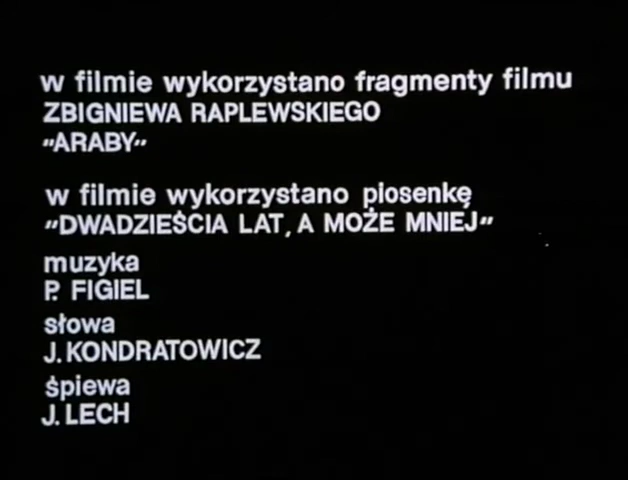 w filmie wykorzystano fragmenty filmu
ZBIGNIEWA RAPLEWSKIEGO
"ARABY"
w filmie wykorzystano piosenkę
"DWADZIEŚCIA LAT, A MOŻE MNIEJ"
muzyka
P. FIGIEL
słowa
J. KONDRATOWICZ
śpiewa
J. LECH